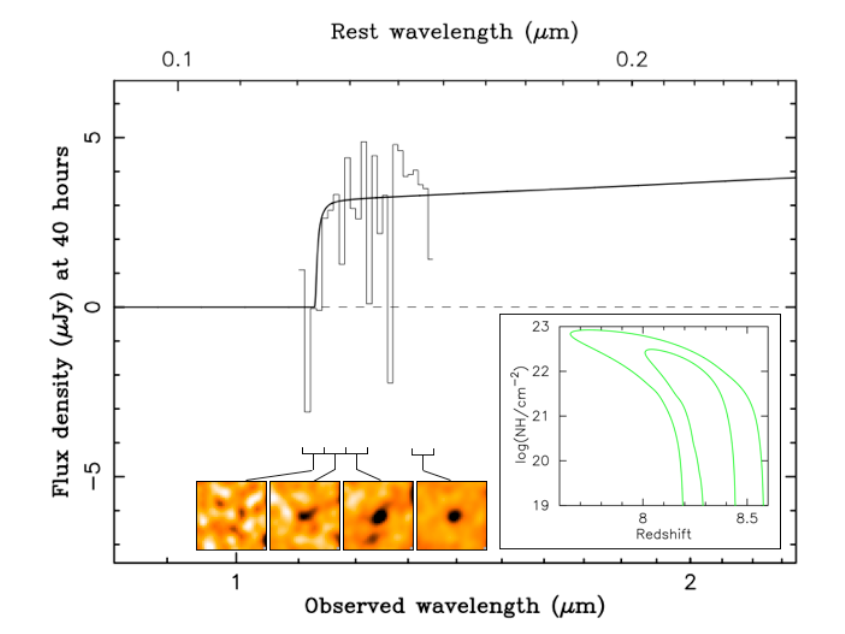 Rest wavelength (μm)
0.1 0.2
Flux density (μJy) at 40 hours
5
0
−5
log(NH/cm⁻²)
23
22
21
20
19
8 8.5
Redshift
1 2
Observed wavelength (μm)